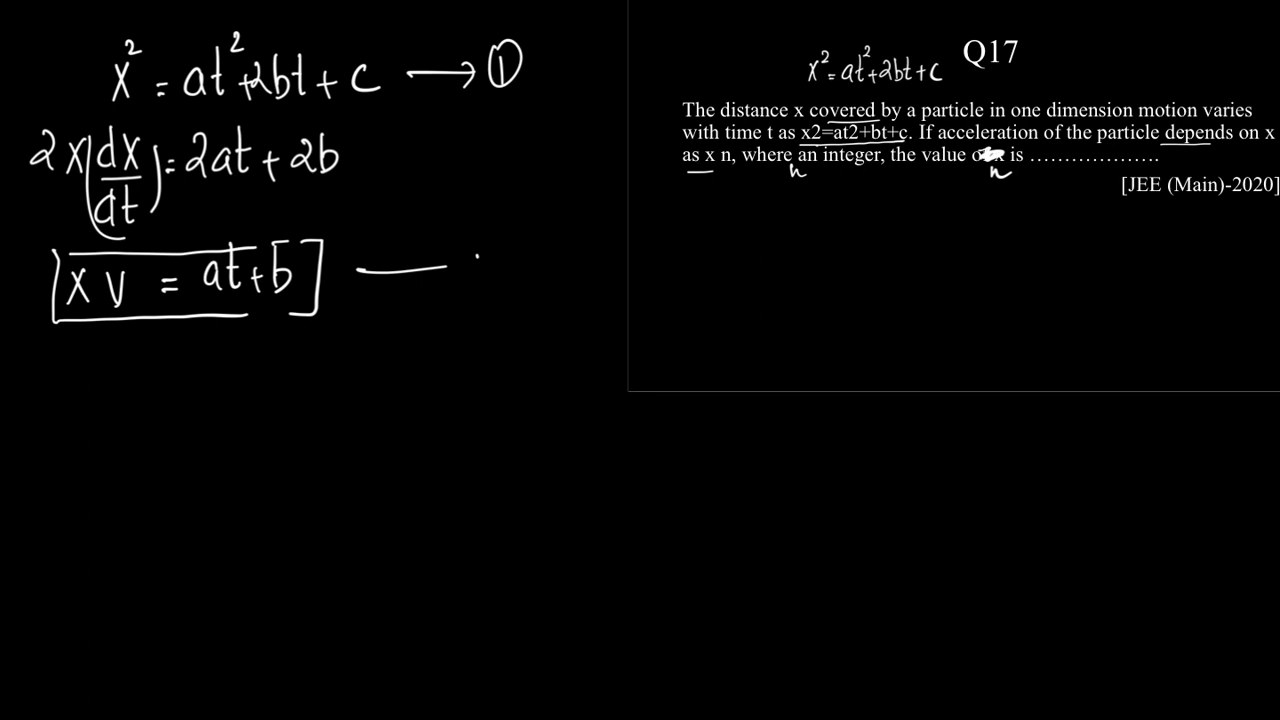 x² = at² + 2bt + c → ①
2x(dx/dt) = 2at + 2b
x v = at + b
x² = at² + 2bt + c
Q17
The distance x covered by a particle in one dimension motion varies
with time t as x2=at2+bt+c. If acceleration of the particle depends on x
as x n, where an integer, the value is ……………….
n n
[JEE (Main)-2020]